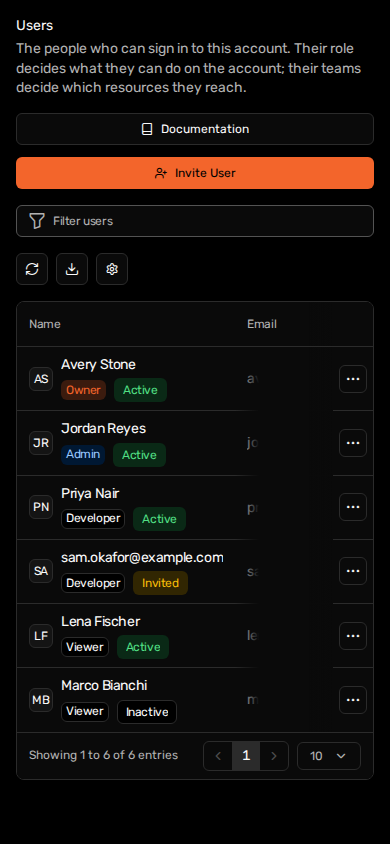 Users
The people who can sign in to this account. Their role
decides what they can do on the account; their teams
decide which resources they reach.
Documentation
Invite User
Filter users
Name Email
AS Avery Stone
Owner Active
JR Jordan Reyes
Admin Active
PN Priya Nair
Developer Active
SA sam.okafor@example.com
Developer Invited
LF Lena Fischer
Viewer Active
MB Marco Bianchi
Viewer Inactive
Showing 1 to 6 of 6 entries 1 10